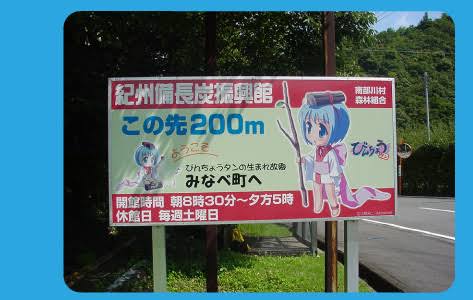 紀州備長炭振興館
南部川村
森林組合
この先200m
ようこそ
びんちょうタンの生まれ故郷
みなべ町へ
びんちょうタン
開館時間 朝8時30分～夕方5時
休館日 毎週土曜日